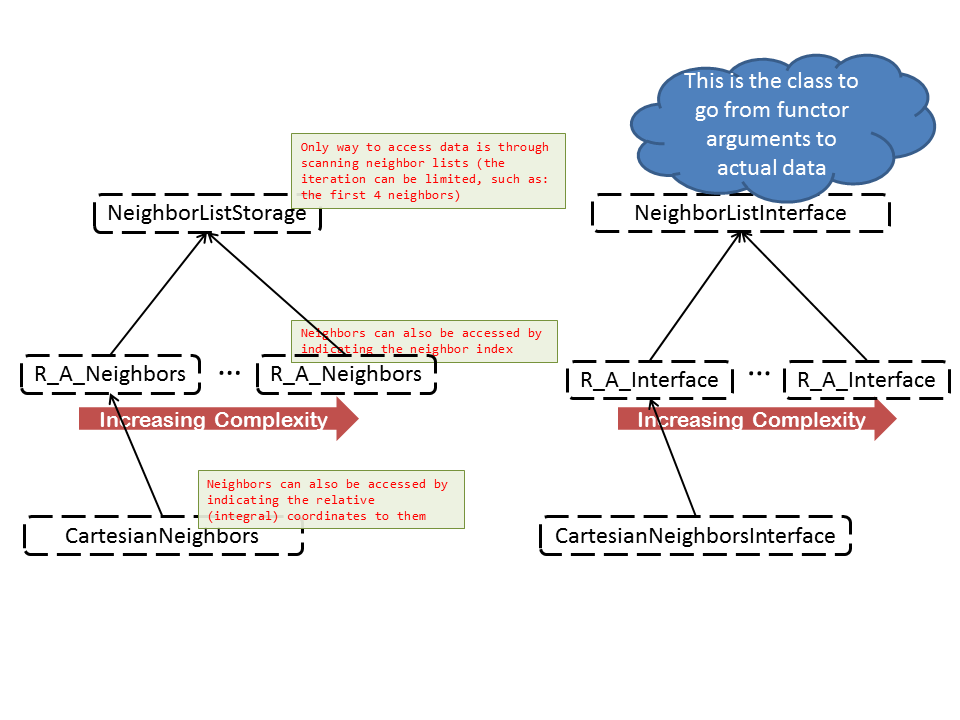 This is the class to
go from functor
arguments to
actual data
Only way to access data is through
scanning neighbor lists (the
iteration can be limited, such as:
the first 4 neighbors)
NeighborListStorage
NeighborListInterface
Neighbors can also be accessed by
indicating the neighbor index
R_A_Neighbors
...
R_A_Neighbors
R_A_Interface
...
R_A_Interface
Increasing Complexity
Increasing Complexity
Neighbors can also be accessed by
indicating the relative
(integral) coordinates to them
CartesianNeighbors
CartesianNeighborsInterface